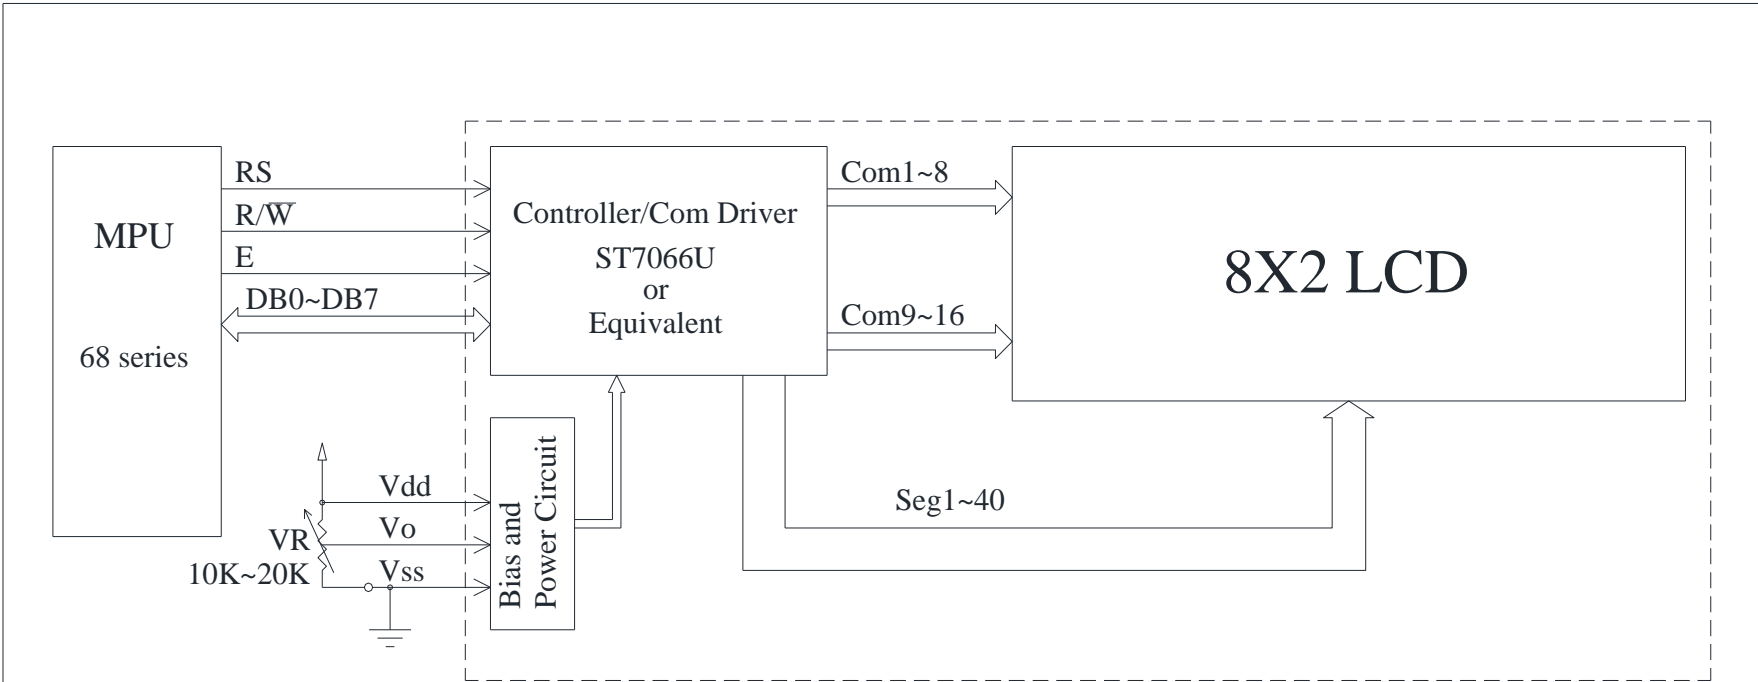 MPU
68 series
RS
R/W̅
E
DB0~DB7
Controller/Com Driver
ST7066U
or
Equivalent
Com1~8
Com9~16
8X2 LCD
Vdd
Vo
Vss
VR
10K~20K
Bias and
Power Circuit
Seg1~40